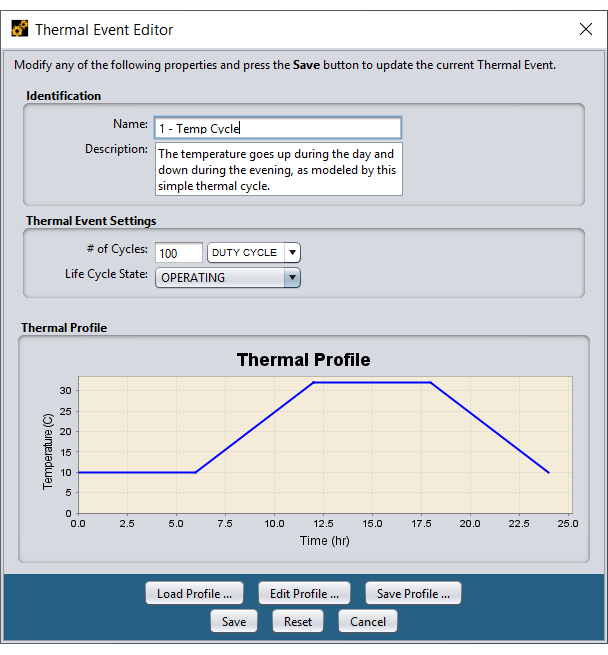 Thermal Event Editor
Modify any of the following properties and press the Save button to update the current Thermal Event.
Identification
Name: 1 - Temp Cycle
Description: The temperature goes up during the day and
down during the evening, as modeled by this
simple thermal cycle.
Thermal Event Settings
# of Cycles: 100 DUTY CYCLE
Life Cycle State: OPERATING
Thermal Profile
Thermal Profile
Temperature (C)
30
25
20
15
10
5
0
0.0 2.5 5.0 7.5 10.0 12.5 15.0 17.5 20.0 22.5 25.0
Time (hr)
Load Profile ... Edit Profile ... Save Profile ...
Save Reset Cancel